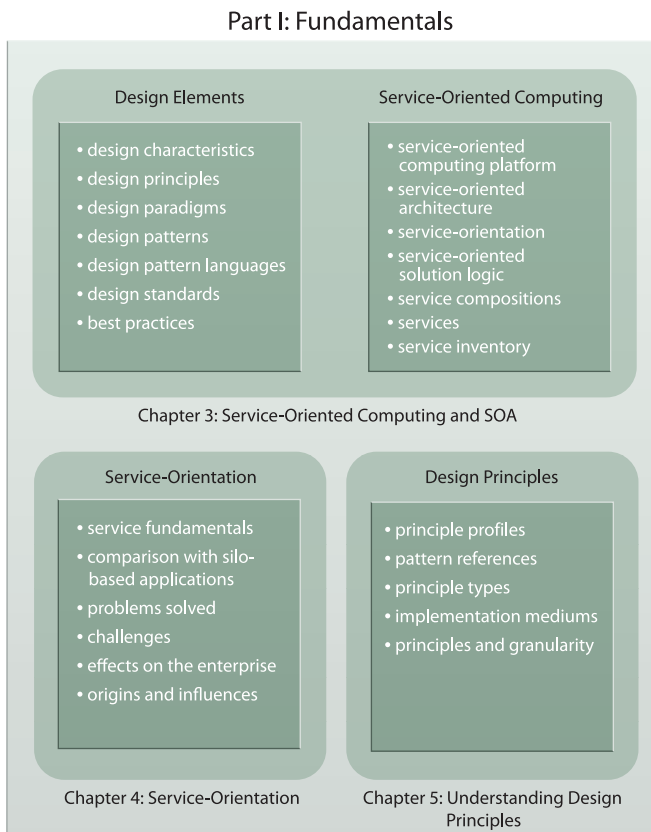 Part I: Fundamentals
Design Elements
• design characteristics
• design principles
• design paradigms
• design patterns
• design pattern languages
• design standards
• best practices
Service-Oriented Computing
• service-oriented
computing platform
• service-oriented
architecture
• service-orientation
• service-oriented
solution logic
• service compositions
• services
• service inventory
Chapter 3: Service-Oriented Computing and SOA
Service-Orientation
• service fundamentals
• comparison with silo-
based applications
• problems solved
• challenges
• effects on the enterprise
• origins and influences
Chapter 4: Service-Orientation
Design Principles
• principle profiles
• pattern references
• principle types
• implementation mediums
• principles and granularity
Chapter 5: Understanding Design
Principles